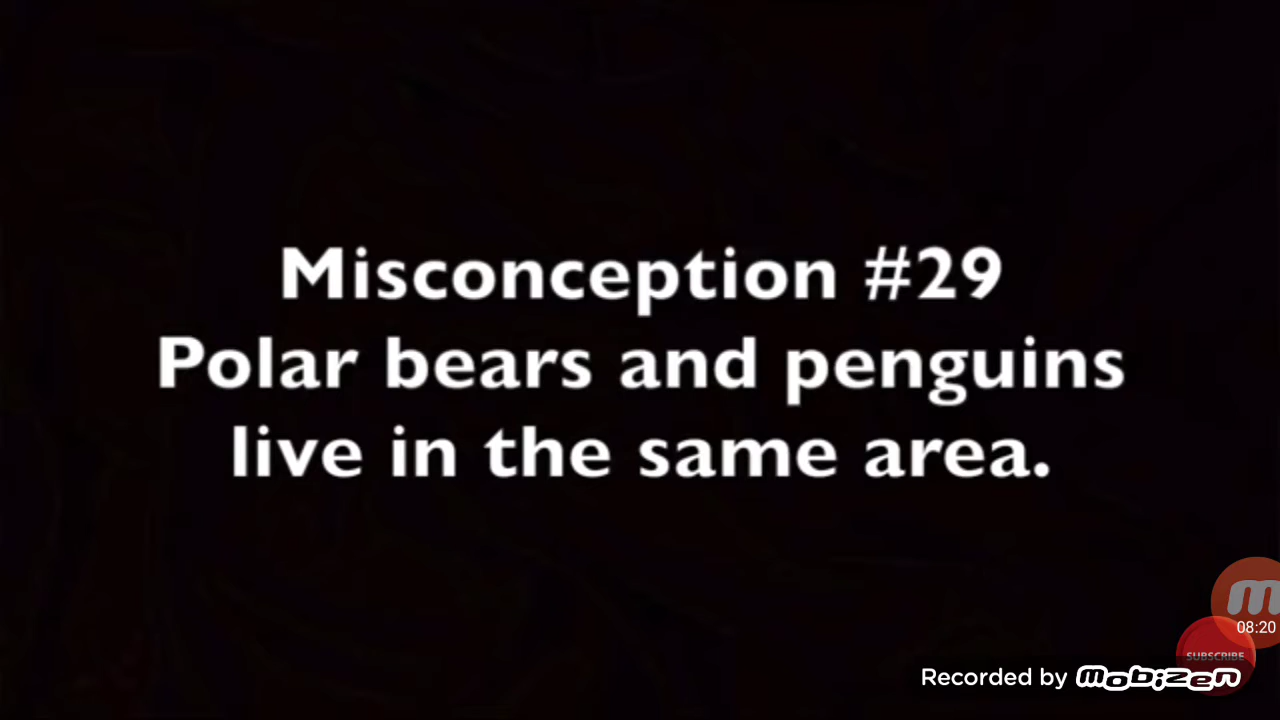 Misconception #29
Polar bears and penguins
live in the same area.
08:20
SUBSCRIBE
Recorded by mobizen